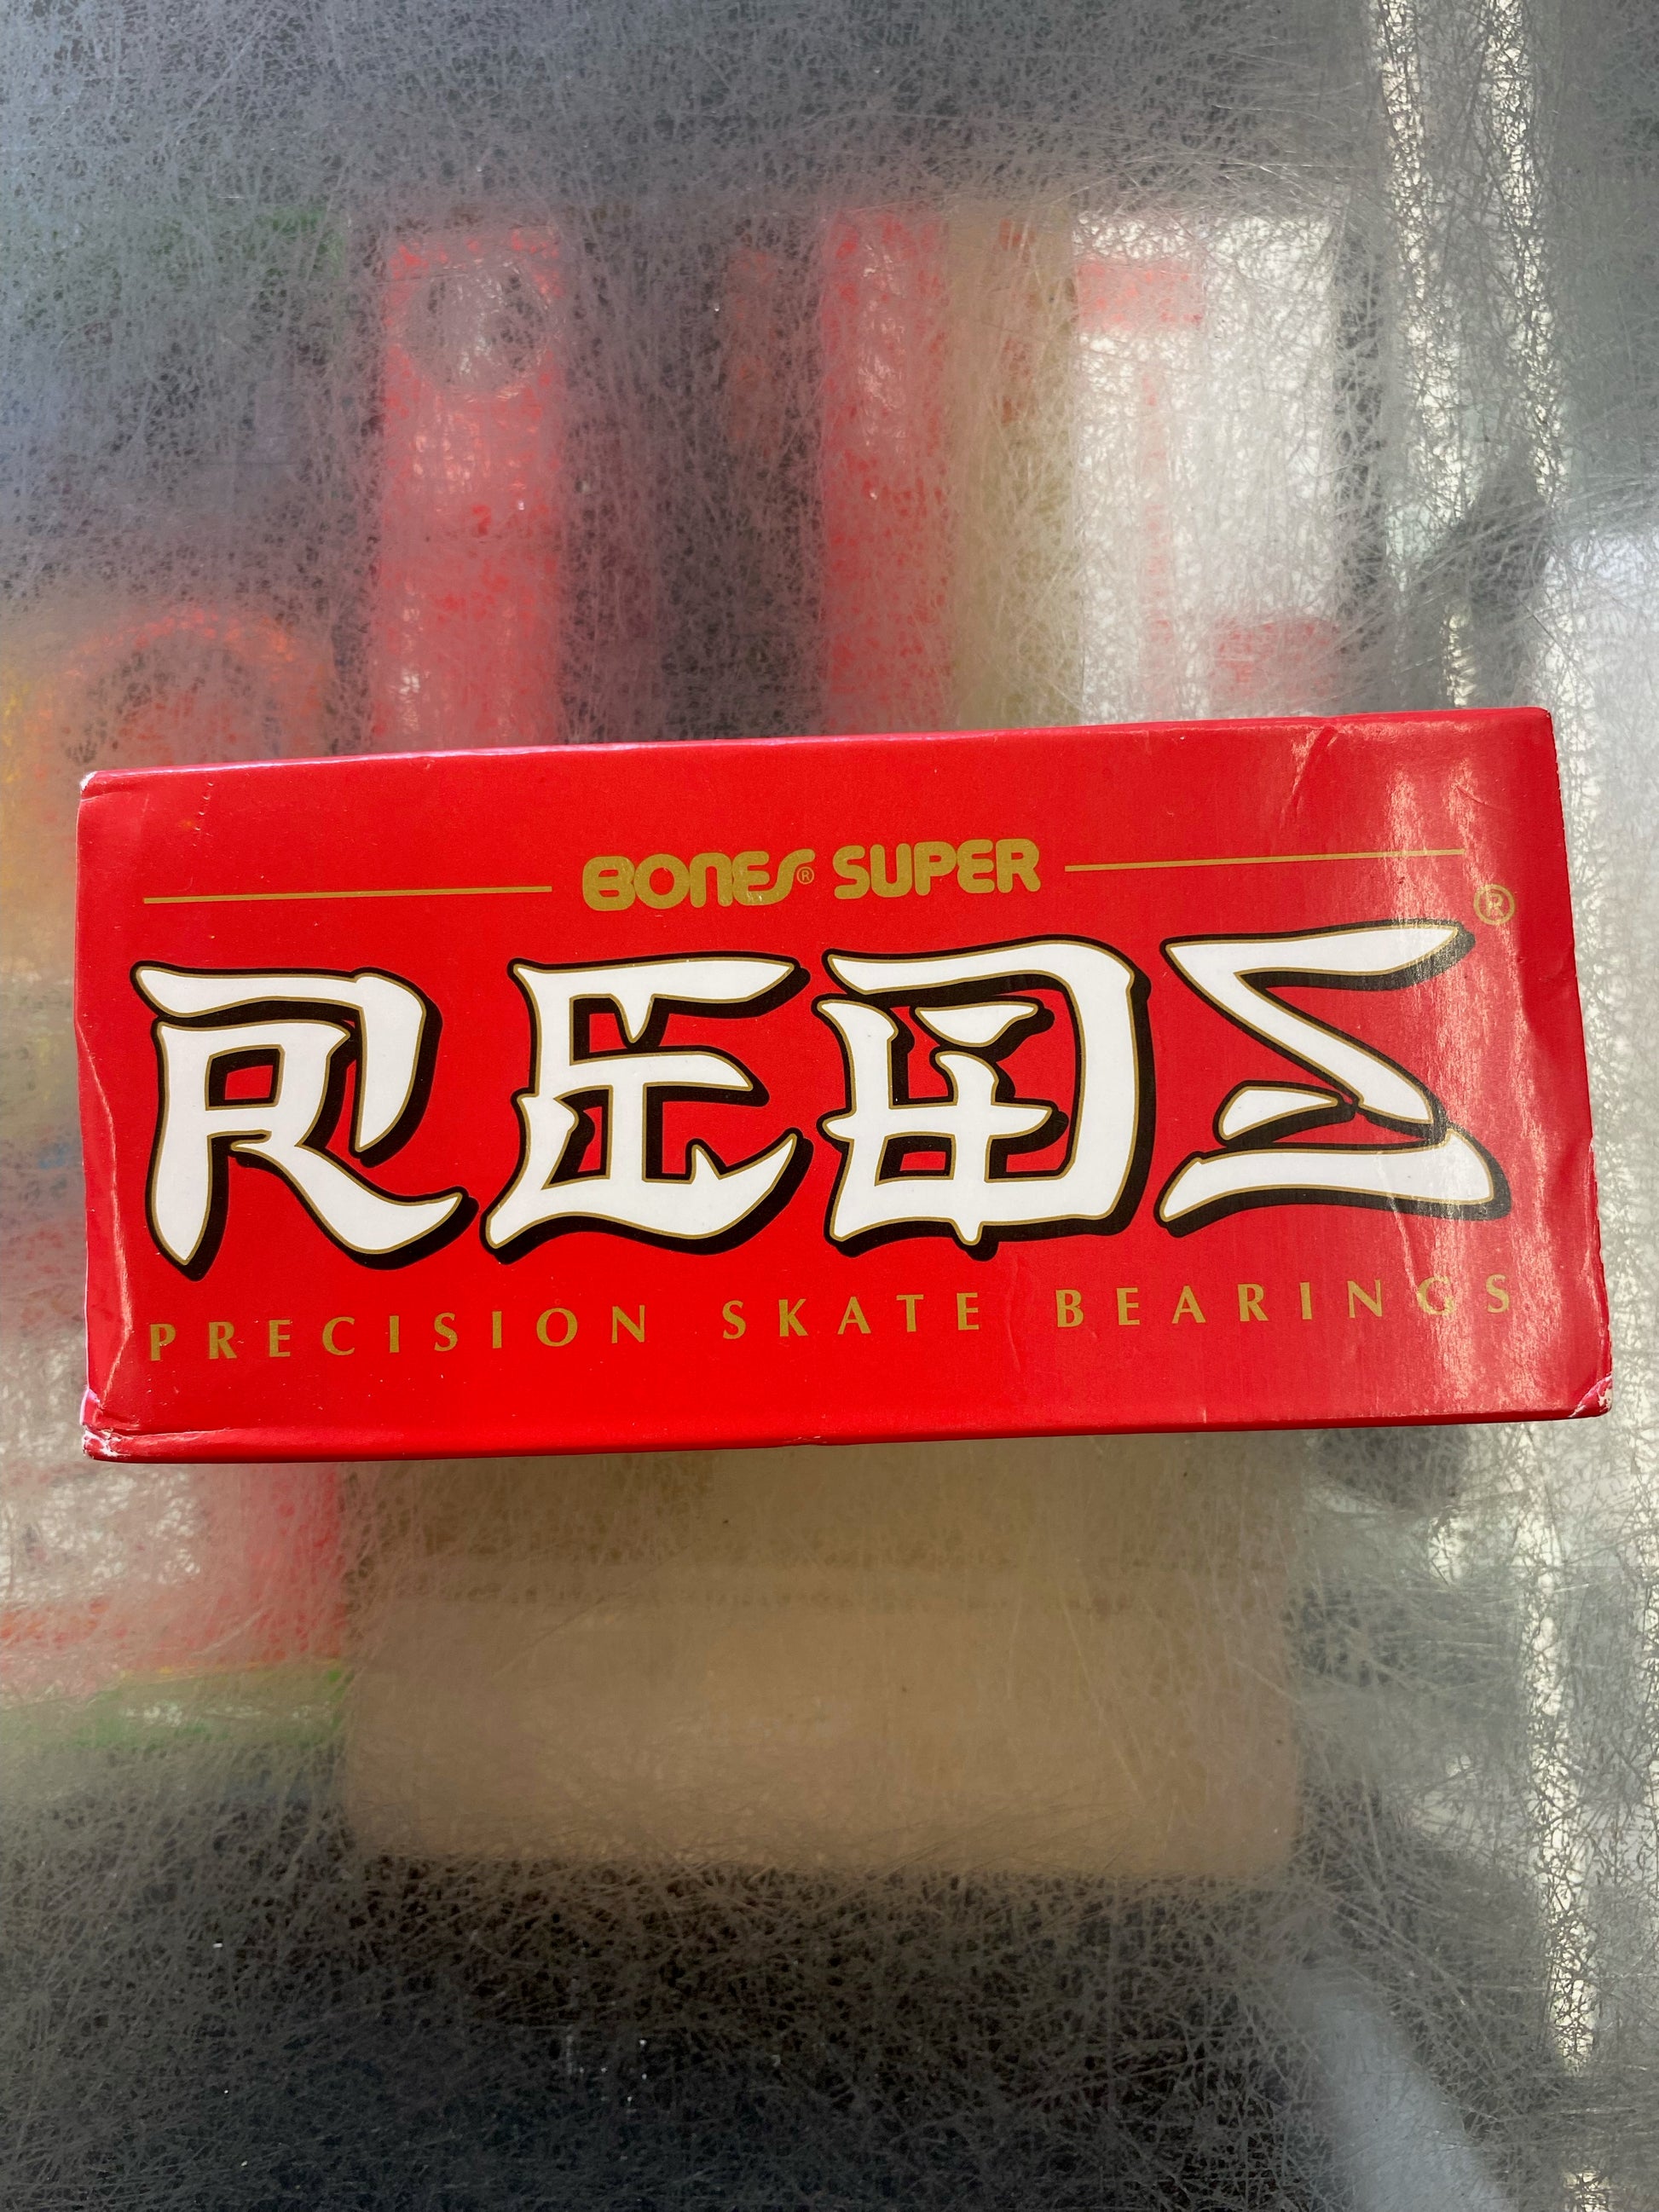 BONES® SUPER
REDS®
PRECISION SKATE BEARINGS